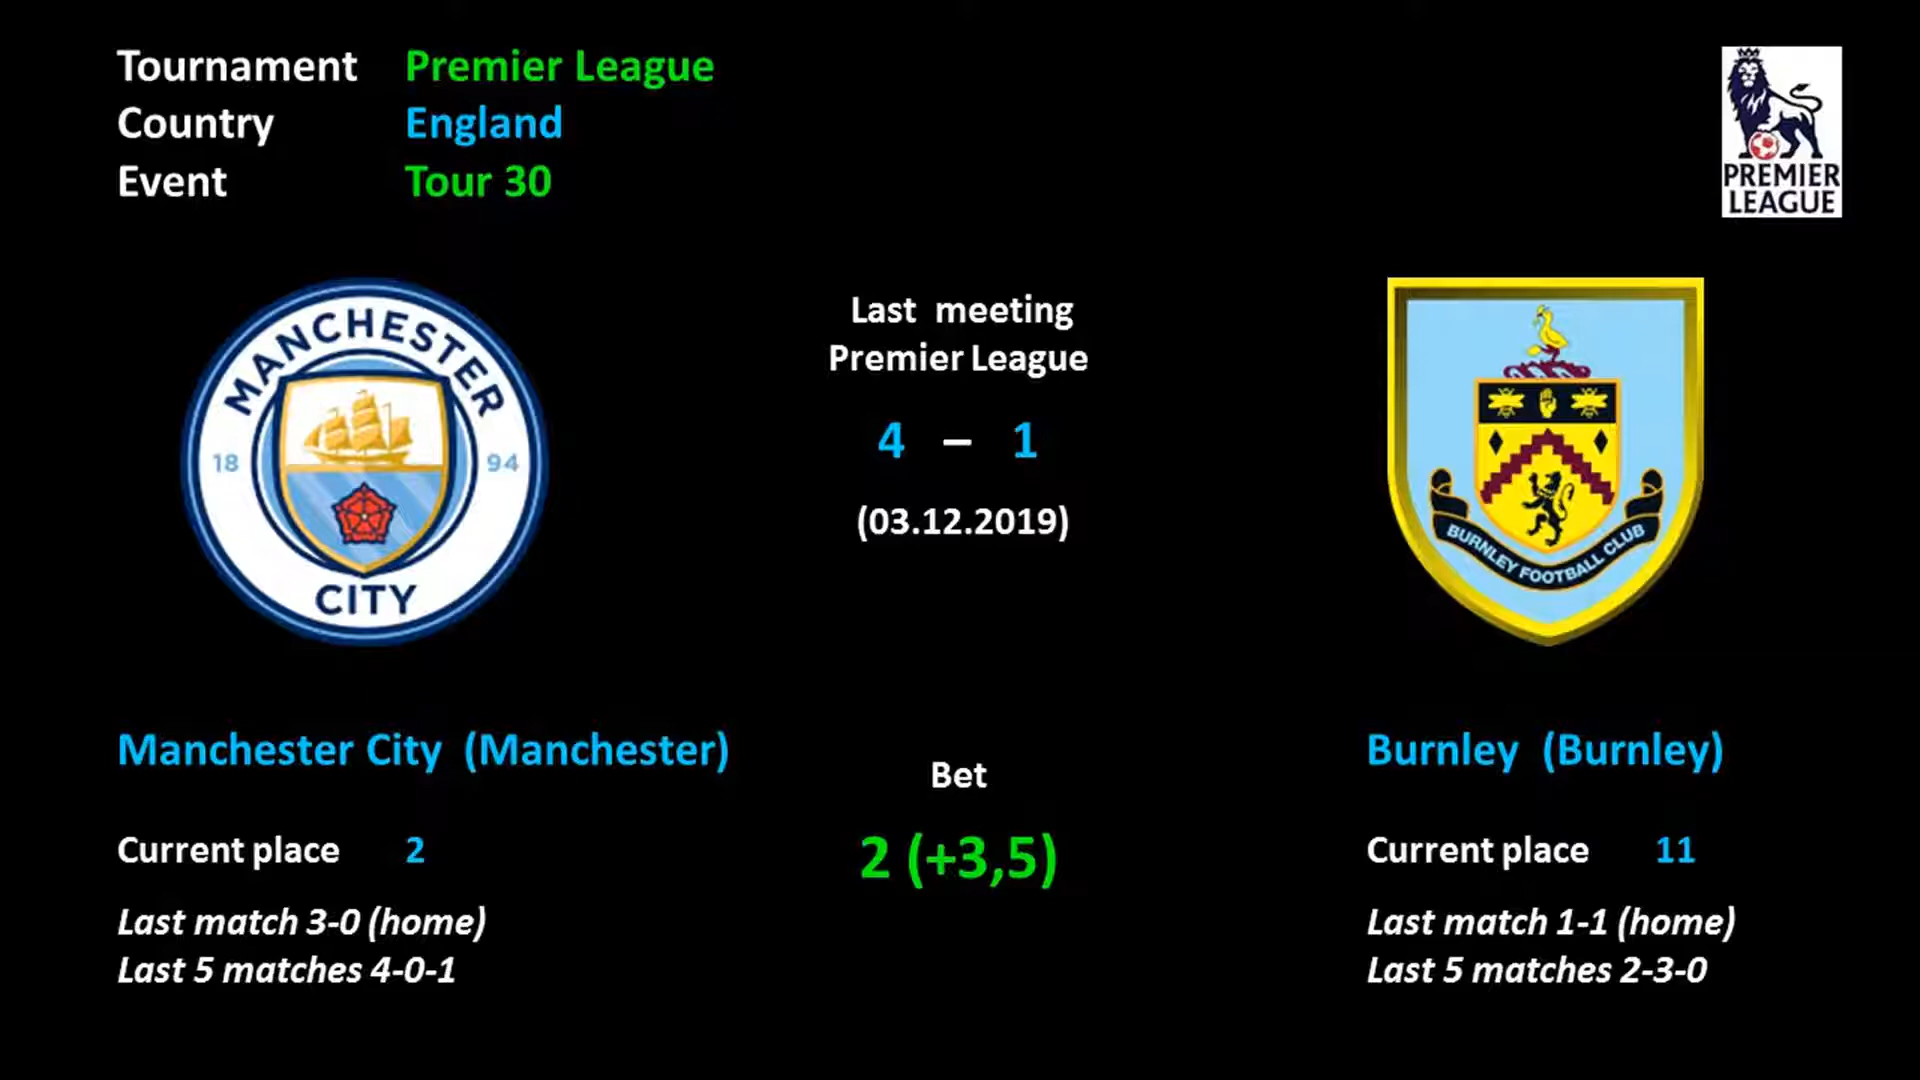 Tournament Premier League
Country England
Event Tour 30
PREMIER
LEAGUE
MANCHESTER
18 94
CITY
Last meeting
Premier League
4 – 1
(03.12.2019)
BURNLEY FOOTBALL CLUB
Manchester City (Manchester)
Current place 2
Last match 3-0 (home)
Last 5 matches 4-0-1
Bet
2 (+3,5)
Burnley (Burnley)
Current place 11
Last match 1-1 (home)
Last 5 matches 2-3-0